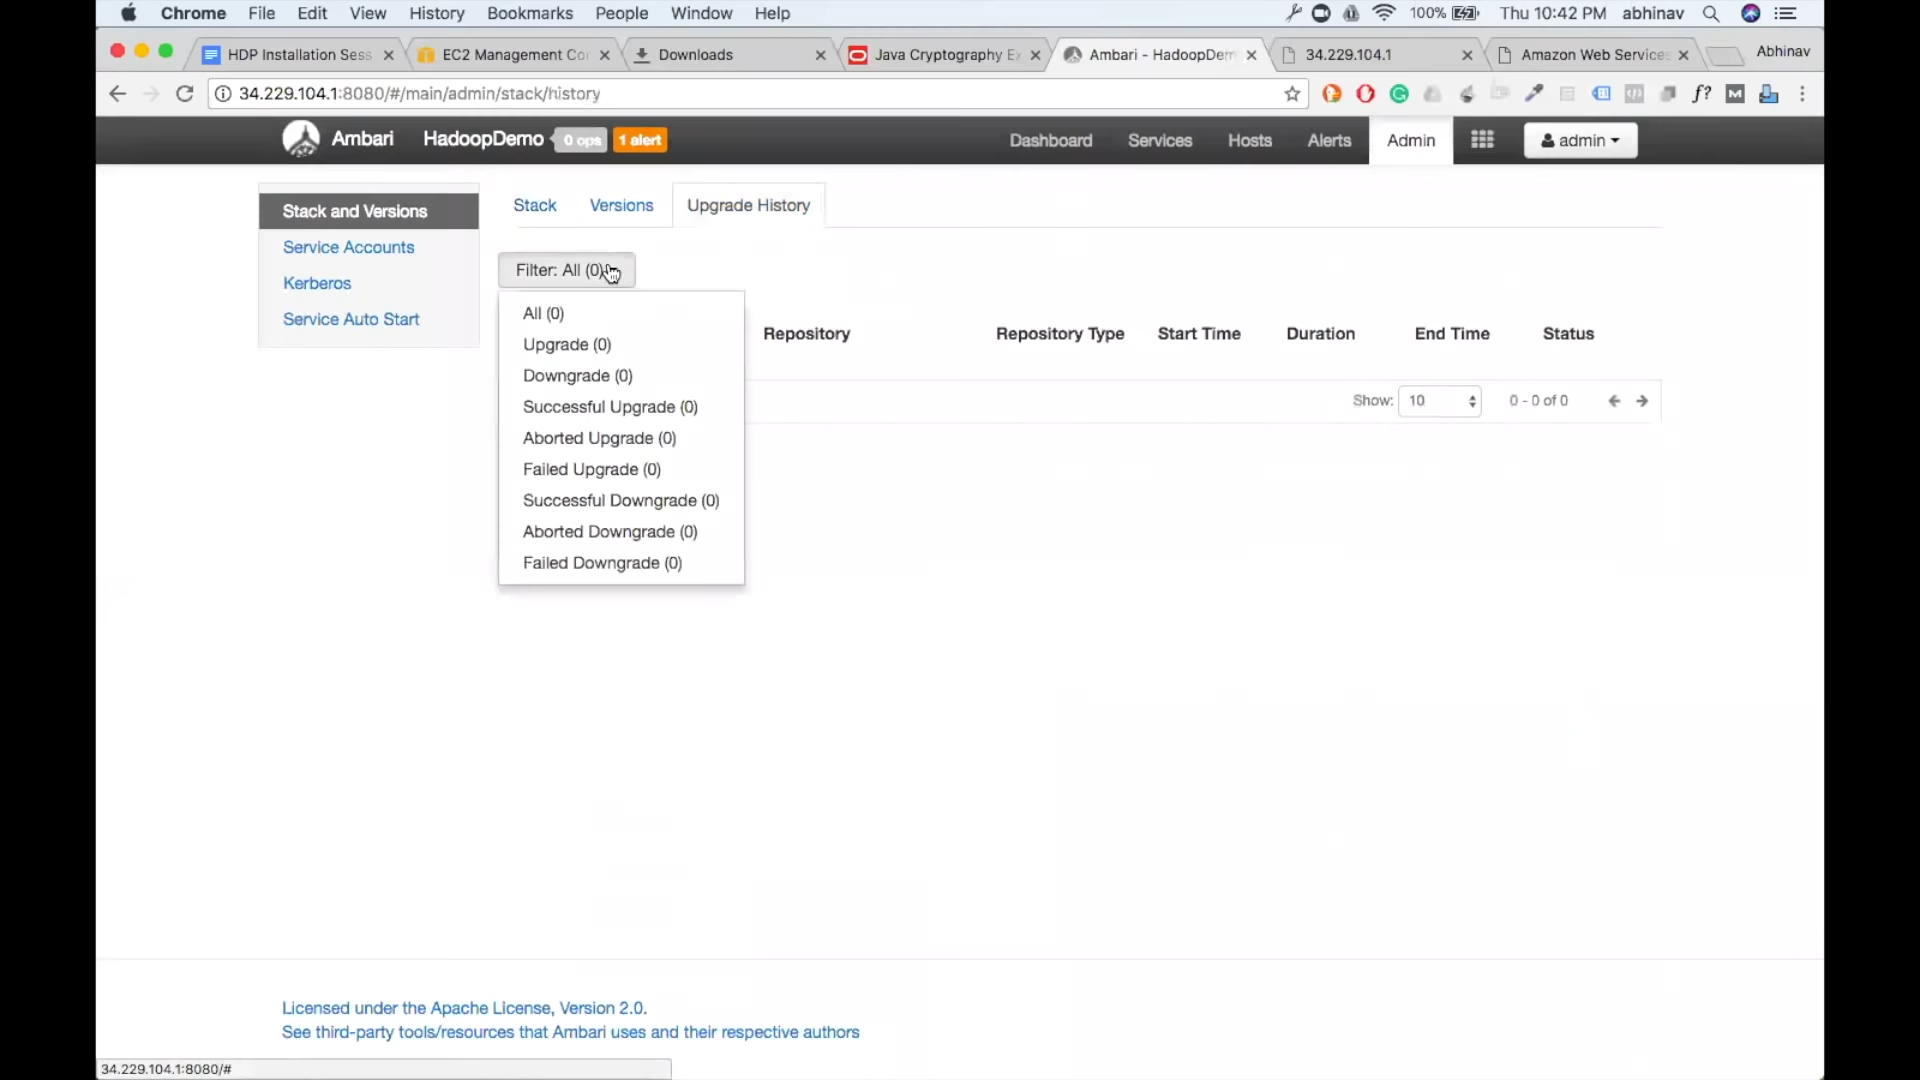 Chrome File Edit View History Bookmarks People Window Help 100% Thu 10:42 PM abhinav
HDP Installation Sess EC2 Management Co Downloads Java Cryptography E Ambari - HadoopDem 34.229.104.1 Amazon Web Services Abhinav
34.229.104.1:8080/#/main/admin/stack/history
Ambari HadoopDemo 0 ops 1 alert Dashboard Services Hosts Alerts Admin admin
Stack and Versions
Service Accounts
Kerberos
Service Auto Start
Stack Versions Upgrade History
Filter: All (0)
All (0)
Upgrade (0)
Downgrade (0)
Successful Upgrade (0)
Aborted Upgrade (0)
Failed Upgrade (0)
Successful Downgrade (0)
Aborted Downgrade (0)
Failed Downgrade (0)
Repository Repository Type Start Time Duration End Time Status
Show: 10 0 - 0 of 0
Licensed under the Apache License, Version 2.0.
See third-party tools/resources that Ambari uses and their respective authors
34.229.104.1:8080/#